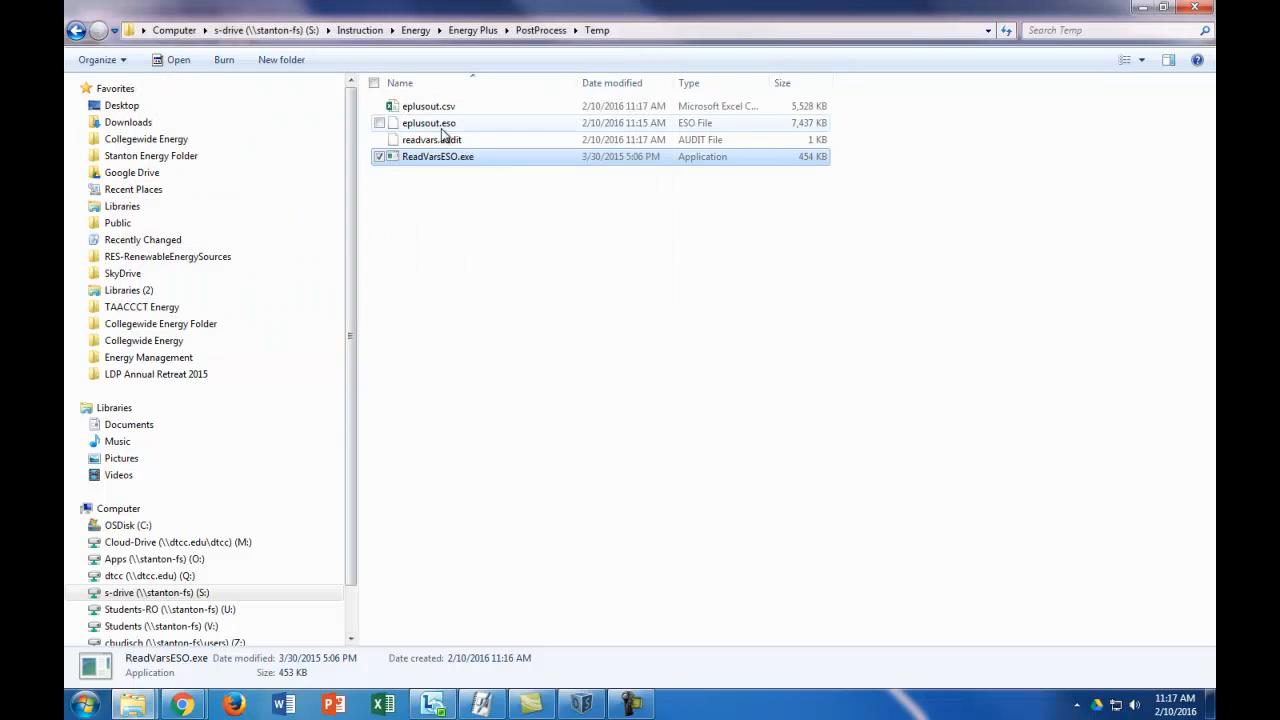 Computer s-drive (\\stanton-fs) (S:) Instruction Energy Energy Plus PostProcess Temp Search Temp
Organize Open Burn New folder
Name Date modified Type Size
eplusout.csv 2/10/2016 11:17 AM Microsoft Excel C... 5,528 KB
eplusout.eso 2/10/2016 11:15 AM ESO File 7,437 KB
readvars.audit 2/10/2016 11:17 AM AUDIT File 1 KB
ReadVarsESO.exe 3/30/2015 5:06 PM Application 454 KB
Favorites
Desktop
Downloads
Collegewide Energy
Stanton Energy Folder
Google Drive
Recent Places
Libraries
Public
Recently Changed
RES-RenewableEnergySources
SkyDrive
Libraries (2)
TAACCCT Energy
Collegewide Energy Folder
Collegwide Energy
Energy Management
LDP Annual Retreat 2015
Libraries
Documents
Music
Pictures
Videos
Computer
OSDisk (C:)
Cloud-Drive (\\dtcc.edu\dtcc) (M:)
Apps (\\stanton-fs) (O:)
dtcc (\\dtcc.edu) (Q:)
s-drive (\\stanton-fs) (S:)
Students-RO (\\stanton-fs) (U:)
Students (\\stanton-fs) (V:)
cbudisch (\\stanton-fs\users) (Z:)
ReadVarsESO.exe Date modified: 3/30/2015 5:06 PM Date created: 2/10/2016 11:16 AM
Application Size: 453 KB
11:17 AM
2/10/2016